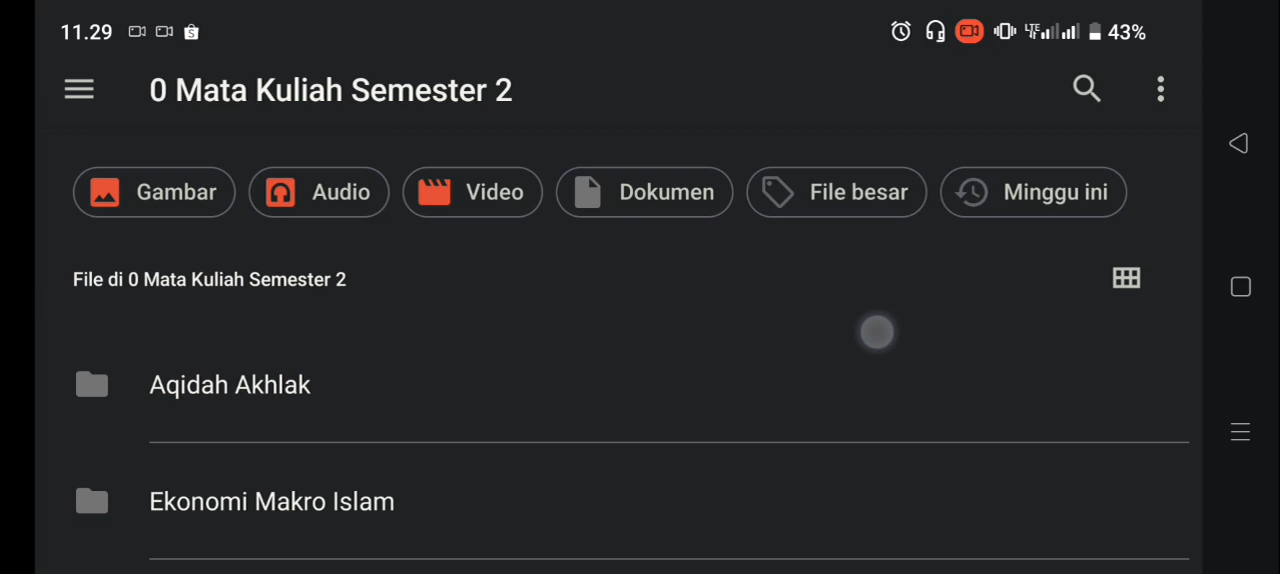 11.29 LTE 43%
0 Mata Kuliah Semester 2
Gambar Audio Video Dokumen File besar Minggu ini
File di 0 Mata Kuliah Semester 2
Aqidah Akhlak
Ekonomi Makro Islam